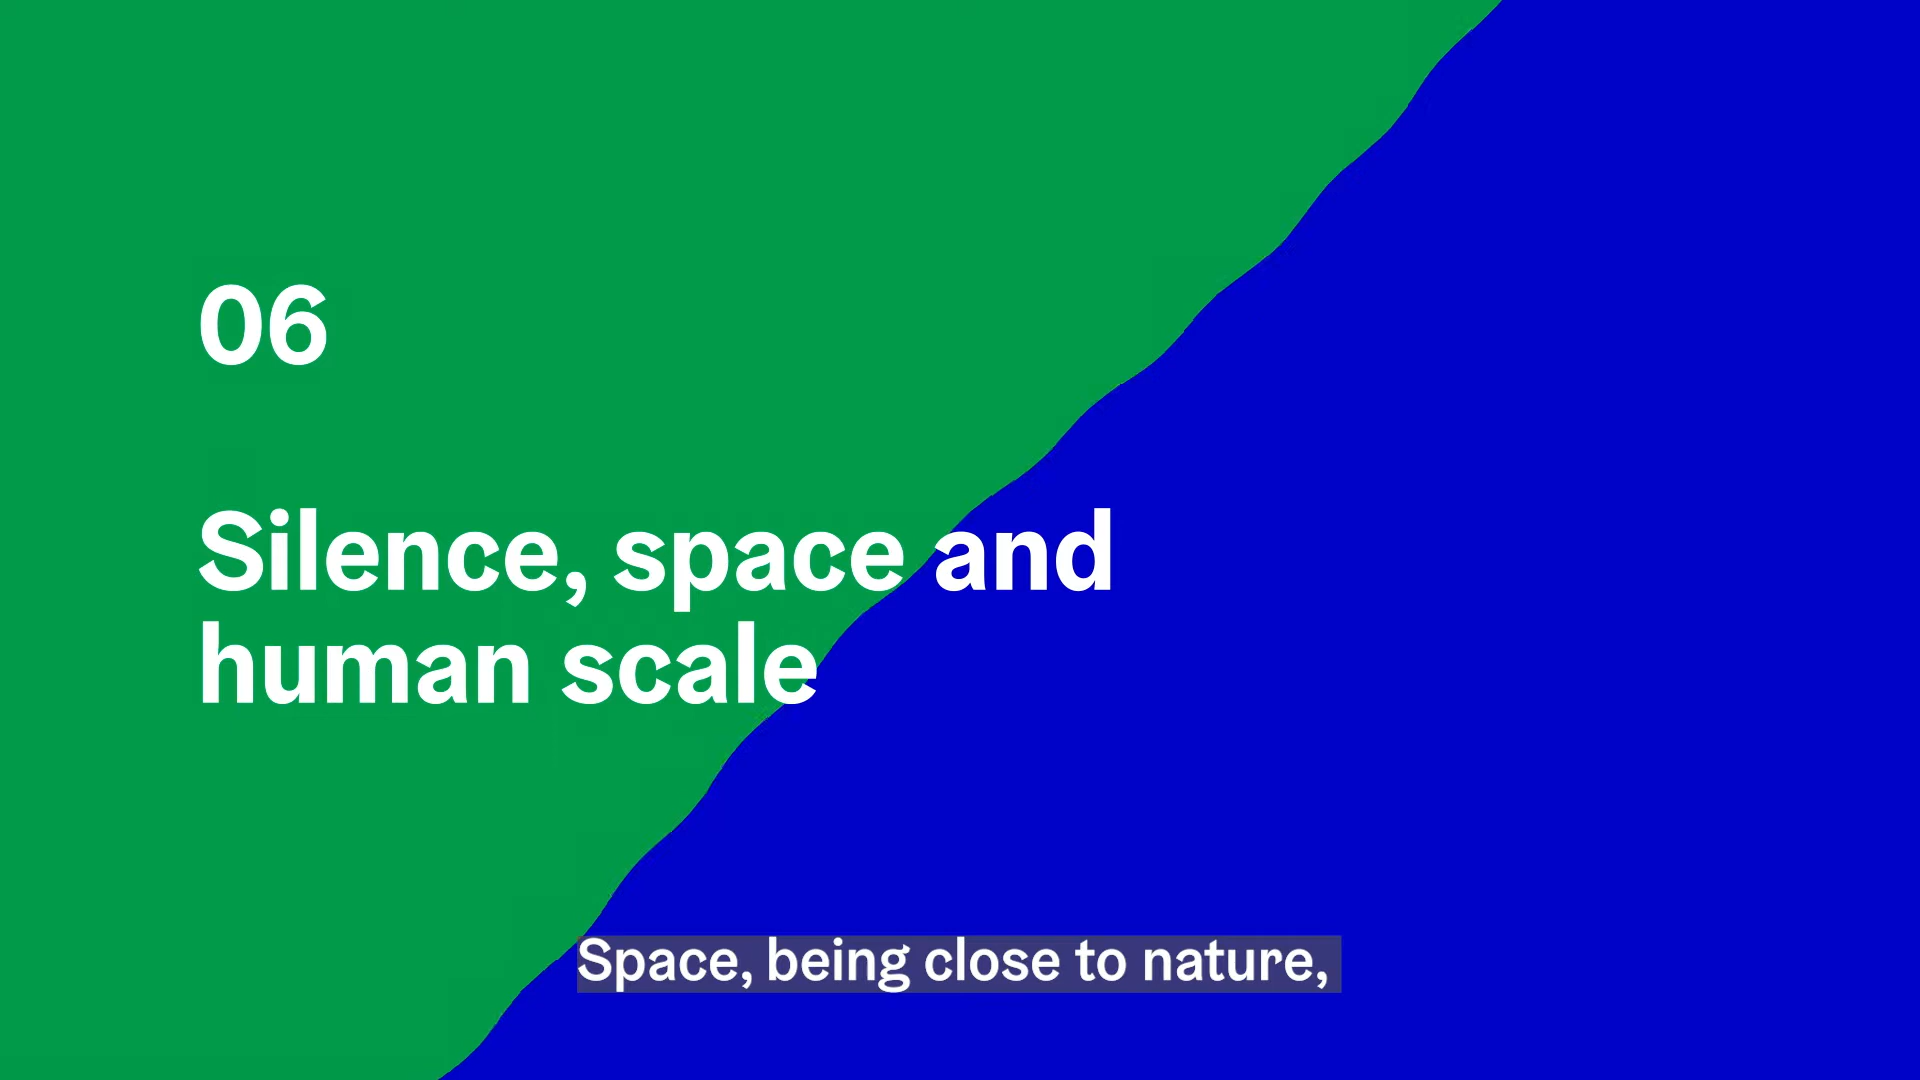 06
Silence, space and
human scale
Space, being close to nature,